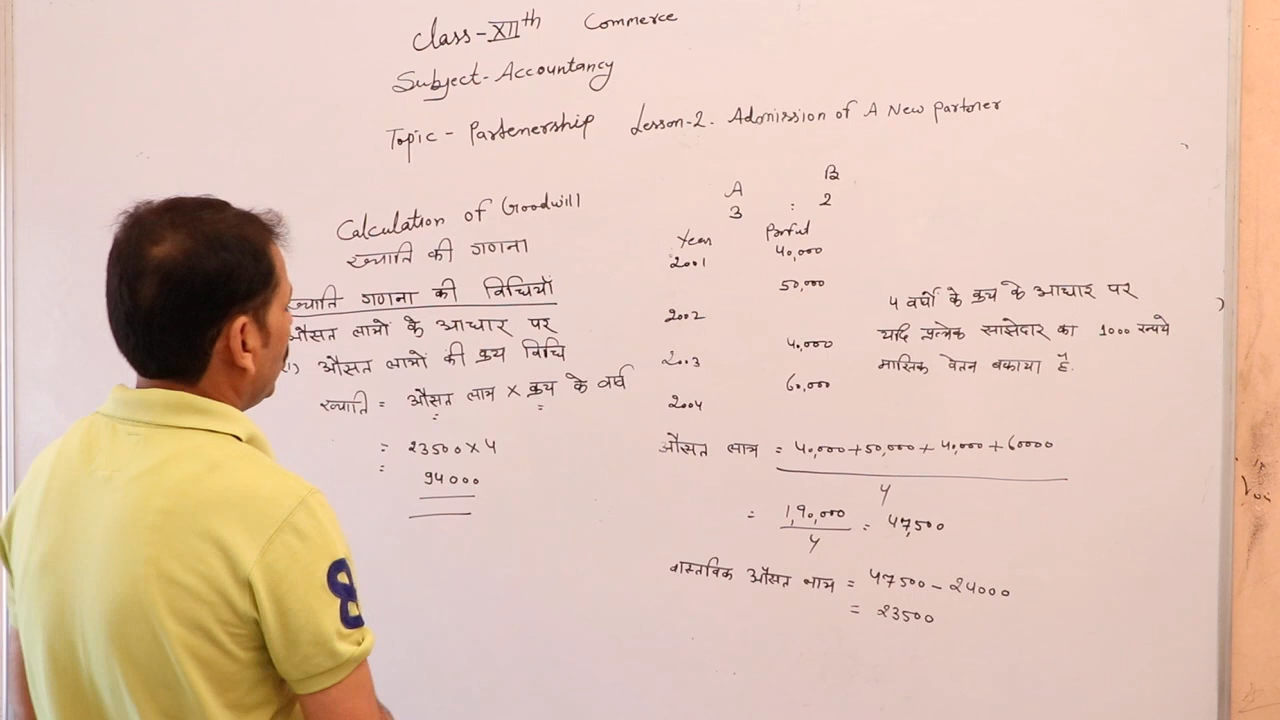 Class-XIIth Commerce
Subject-Accountancy
Topic - Partenership Lesson-2. Admission of A New Partner
Calculation of Goodwill
ख्याति की गणना
ख्याति गणना की विधियाँ
औसत लाभों के आधार पर
औसत लाभों की क्रय विधि
ख्याति = औसत लाभ X क्रय के वर्ष
= 23500 X 4
=
94000
A B
3 : 2
Year
2001 40,000
50,000
2002
40,000
2003
60,000
2004
4 वर्षों के क्रय के आधार पर
यदि प्रत्येक साझेदार का 1000 रुपये
मासिक वेतन बकाया है.
औसत लाभ = 40,000+50,000+40,000+60000
4
= 1,90,000 = 47,500
4
वास्तविक औसत लाभ = 47500 - 24000
= 23500
8